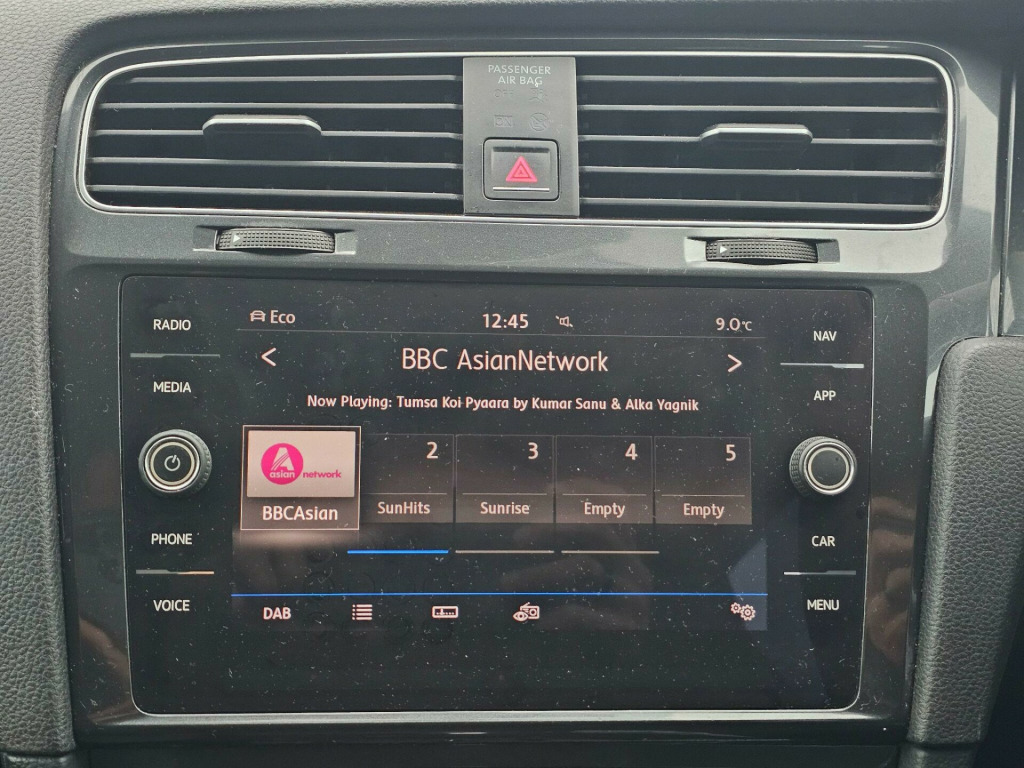 PASSENGER
AIR BAG
RADIO
MEDIA
PHONE
VOICE
Eco
12:45
9.0°C
< BBC AsianNetwork >
Now Playing: Tumsa Koi Pyaara by Kumar Sanu & Alka Yagnik
asian network
BBCAsian
2
SunHits
3
Sunrise
4
Empty
5
Empty
DAB
NAV
APP
CAR
MENU